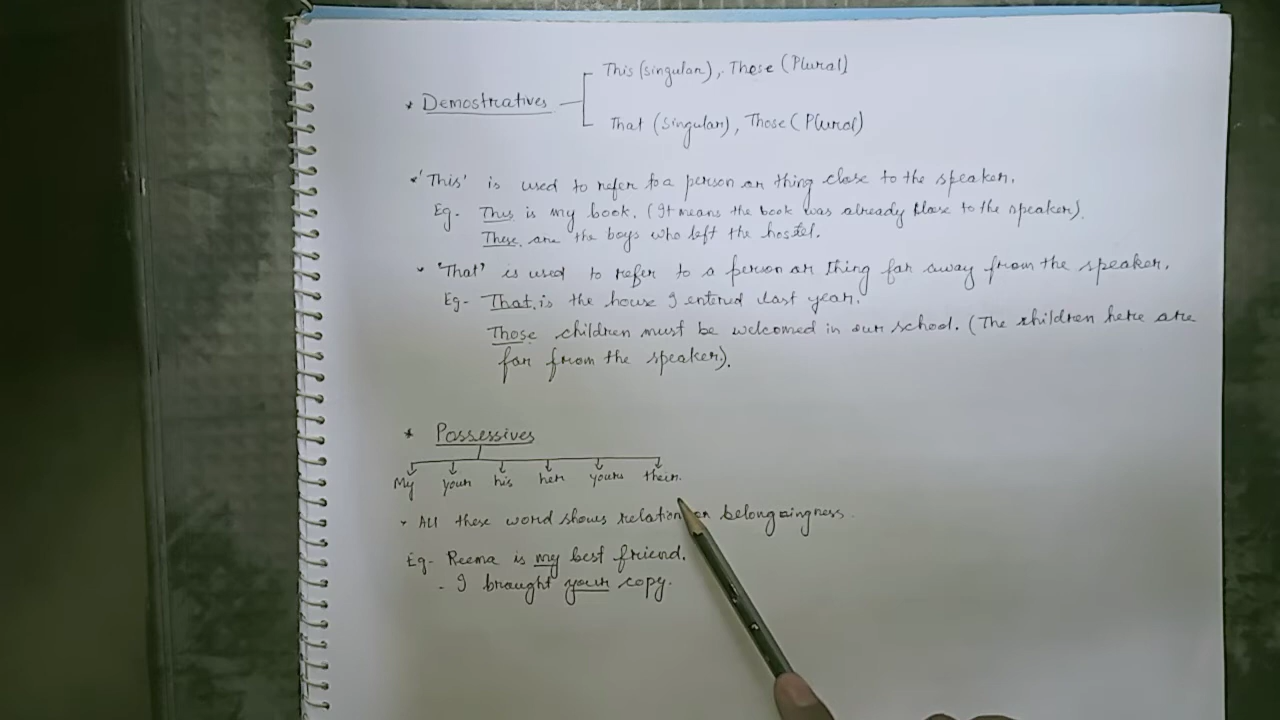 This (singular), These (Plural)
* Demostratives
That (Singular), Those (Plural)
• 'This' is used to refer to a person or thing close to the speaker.
Eg. This is my book. (It means the book was already close to the speaker).
These are the boys who left the hostel.
• 'That' is used to refer to a person or thing far away from the speaker.
Eg- That is the house I entered last year.
Those children must be welcomed in our school. (The children here are
far from the speaker).
* Possessives
My your his her yours their.
• All these word shows relation or belongingness.
Eg- Reema is my best friend.
- I brought your copy.